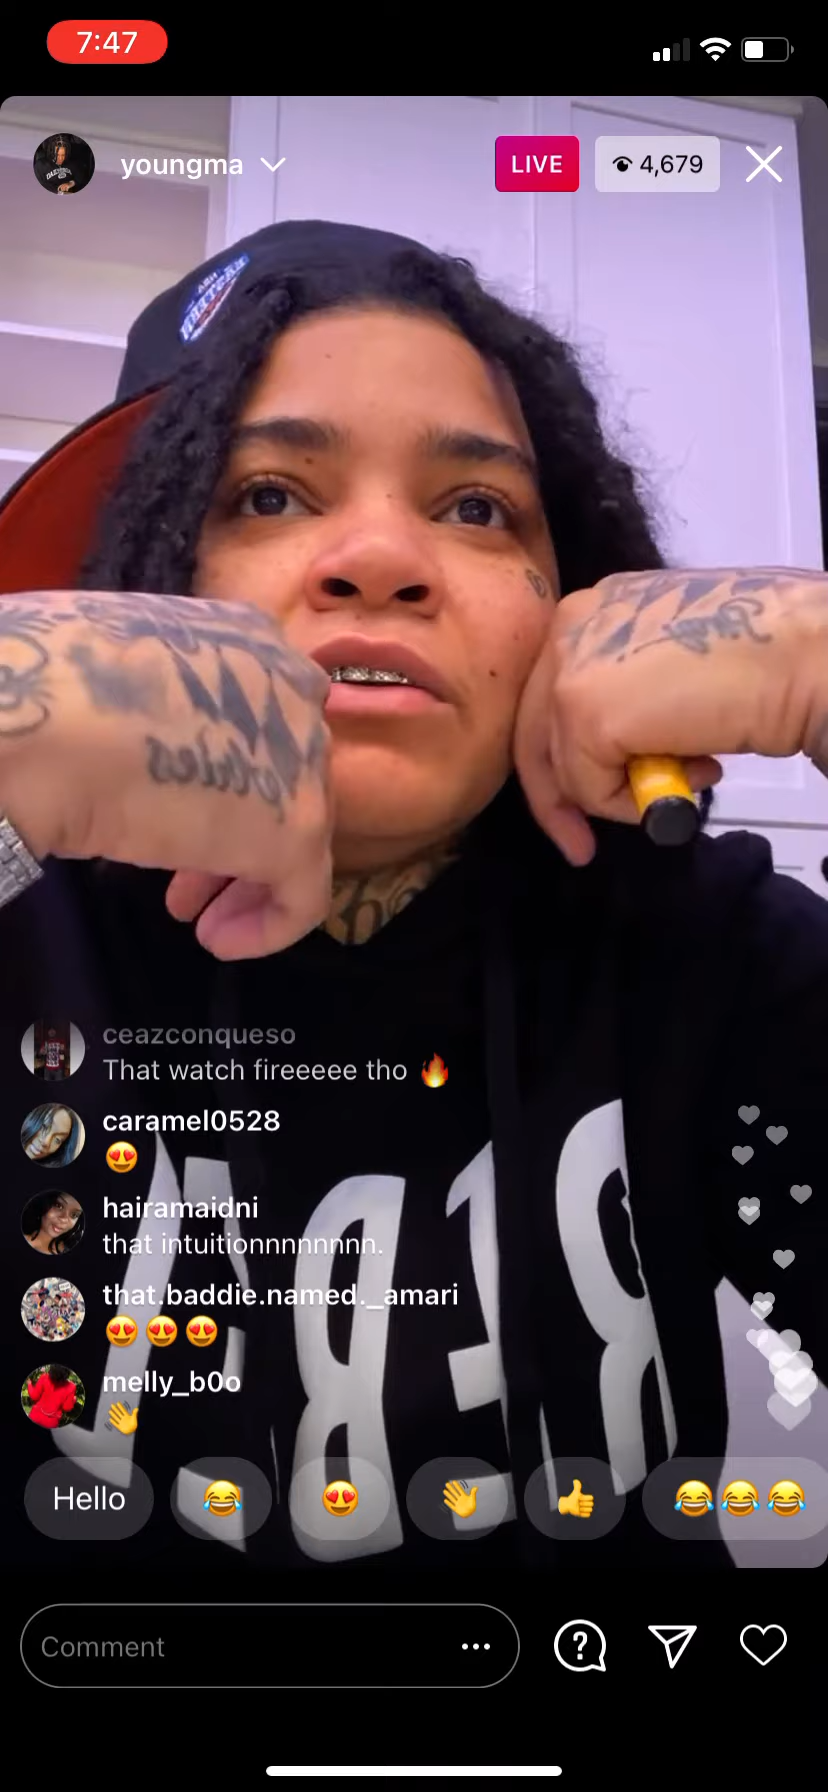 7:47
youngma
LIVE
4,679
ceazconqueso
That watch fireeeee tho 🔥
caramel0528
😍
hairamaidni
that intuitionnnnnnnn.
that.baddie.named._amari
😍😍😍
melly_b0o
👋
Hello 😂 😍 👋 👍 😂😂😂
Comment